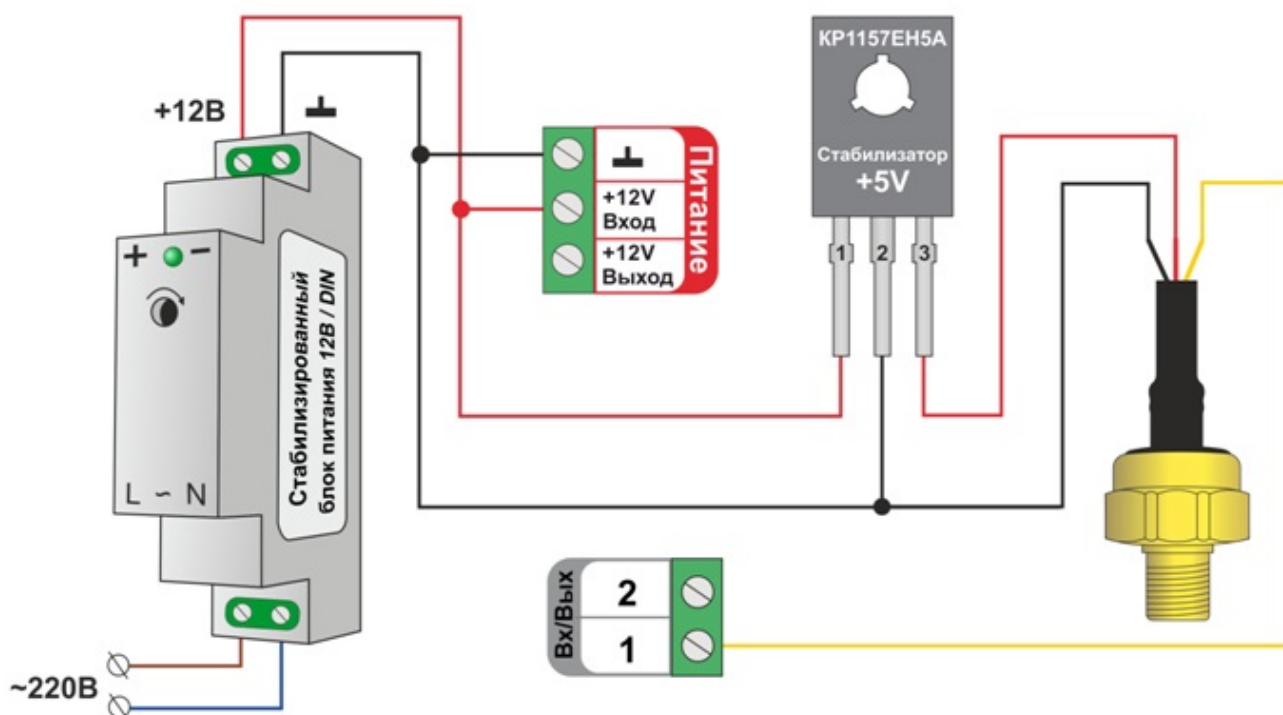 +12В
+ -
L ~ N
Стабилизированный
блок питания 12В / DIN
~220В
+12V
Вход
+12V
Выход
Питание
КР1157ЕН5А
Стабилизатор
+5V
1 2 3
Вх/Вых
2
1